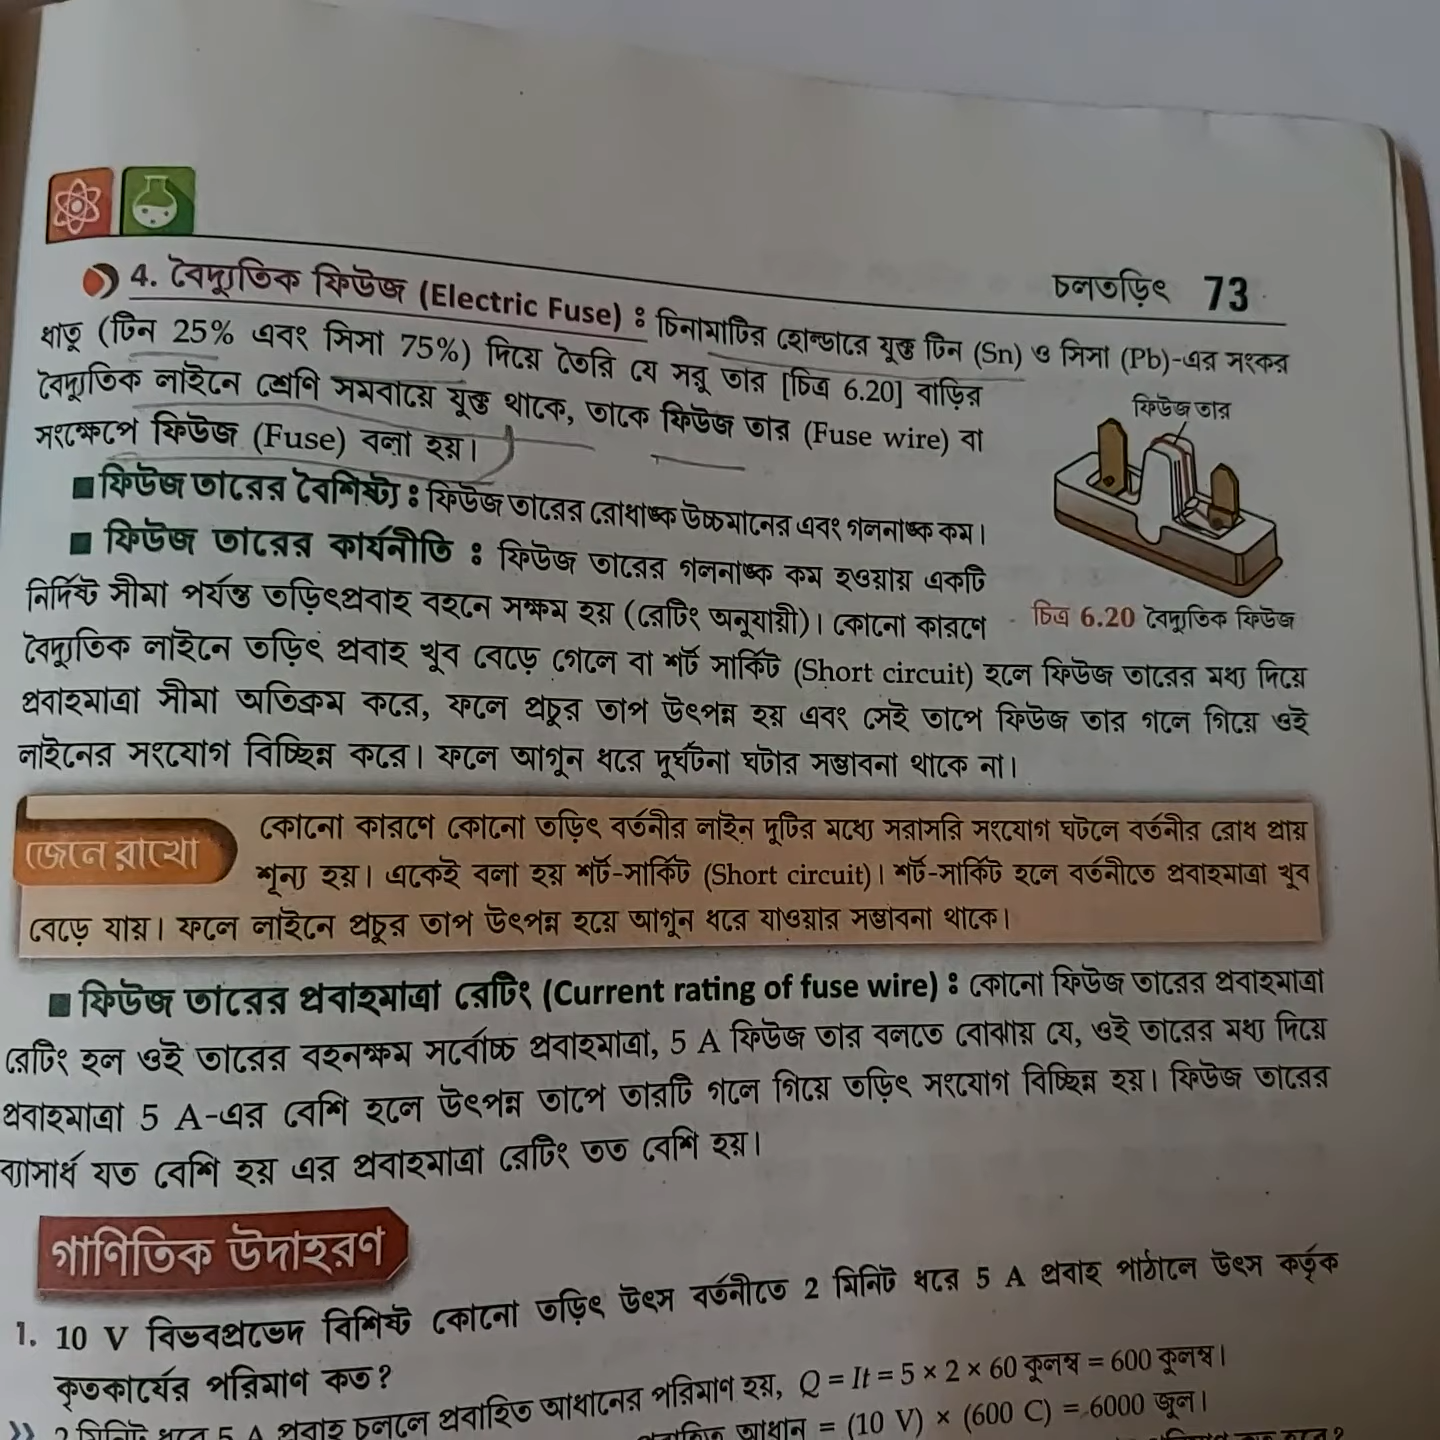 চলতড়িৎ 73
4. বৈদ্যুতিক ফিউজ (Electric Fuse) : চিনামাটির হোল্ডারে যুক্ত টিন (Sn) ও সিসা (Pb)-এর সংকর
ধাতু (টিন 25% এবং সিসা 75%) দিয়ে তৈরি যে সরু তার [চিত্র 6.20] বাড়ির
বৈদ্যুতিক লাইনে শ্রেণি সমবায়ে যুক্ত থাকে, তাকে ফিউজ তার (Fuse wire) বা
সংক্ষেপে ফিউজ (Fuse) বলা হয়।
ফিউজ তার
■ ফিউজ তারের বৈশিষ্ট্য : ফিউজ তারের রোধাঙ্ক উচ্চমানের এবং গলনাঙ্ক কম।
■ ফিউজ তারের কার্যনীতি : ফিউজ তারের গলনাঙ্ক কম হওয়ায় একটি
নির্দিষ্ট সীমা পর্যন্ত তড়িৎপ্রবাহ বহনে সক্ষম হয় (রেটিং অনুযায়ী)। কোনো কারণে
চিত্র 6.20 বৈদ্যুতিক ফিউজ
বৈদ্যুতিক লাইনে তড়িৎ প্রবাহ খুব বেড়ে গেলে বা শর্ট সার্কিট (Short circuit) হলে ফিউজ তারের মধ্য দিয়ে
প্রবাহমাত্রা সীমা অতিক্রম করে, ফলে প্রচুর তাপ উৎপন্ন হয় এবং সেই তাপে ফিউজ তার গলে গিয়ে ওই
লাইনের সংযোগ বিচ্ছিন্ন করে। ফলে আগুন ধরে দুর্ঘটনা ঘটার সম্ভাবনা থাকে না।
জেনে রাখো
কোনো কারণে কোনো তড়িৎ বর্তনীর লাইন দুটির মধ্যে সরাসরি সংযোগ ঘটলে বর্তনীর রোধ প্রায়
শূন্য হয়। একেই বলা হয় শর্ট-সার্কিট (Short circuit)। শর্ট-সার্কিট হলে বর্তনীতে প্রবাহমাত্রা খুব
বেড়ে যায়। ফলে লাইনে প্রচুর তাপ উৎপন্ন হয়ে আগুন ধরে যাওয়ার সম্ভাবনা থাকে।
■ ফিউজ তারের প্রবাহমাত্রা রেটিং (Current rating of fuse wire) : কোনো ফিউজ তারের প্রবাহমাত্রা
রেটিং হল ওই তারের বহনক্ষম সর্বোচ্চ প্রবাহমাত্রা, 5 A ফিউজ তার বলতে বোঝায় যে, ওই তারের মধ্য দিয়ে
প্রবাহমাত্রা 5 A-এর বেশি হলে উৎপন্ন তাপে তারটি গলে গিয়ে তড়িৎ সংযোগ বিচ্ছিন্ন হয়। ফিউজ তারের
ব্যাসার্ধ যত বেশি হয় এর প্রবাহমাত্রা রেটিং তত বেশি হয়।
গাণিতিক উদাহরণ
1. 10 V বিভবপ্রভেদ বিশিষ্ট কোনো তড়িৎ উৎস বর্তনীতে 2 মিনিট ধরে 5 A প্রবাহ পাঠালে উৎস কর্তৃক
কৃতকার্যের পরিমাণ কত?
2 মিনিট ধরে 5 A প্রবাহ চললে প্রবাহিত আধানের পরিমাণ হয়, Q = It = 5 × 2 × 60 কুলম্ব = 600 কুলম্ব।
আধান = (10 V) × (600 C) = 6000 জুল।